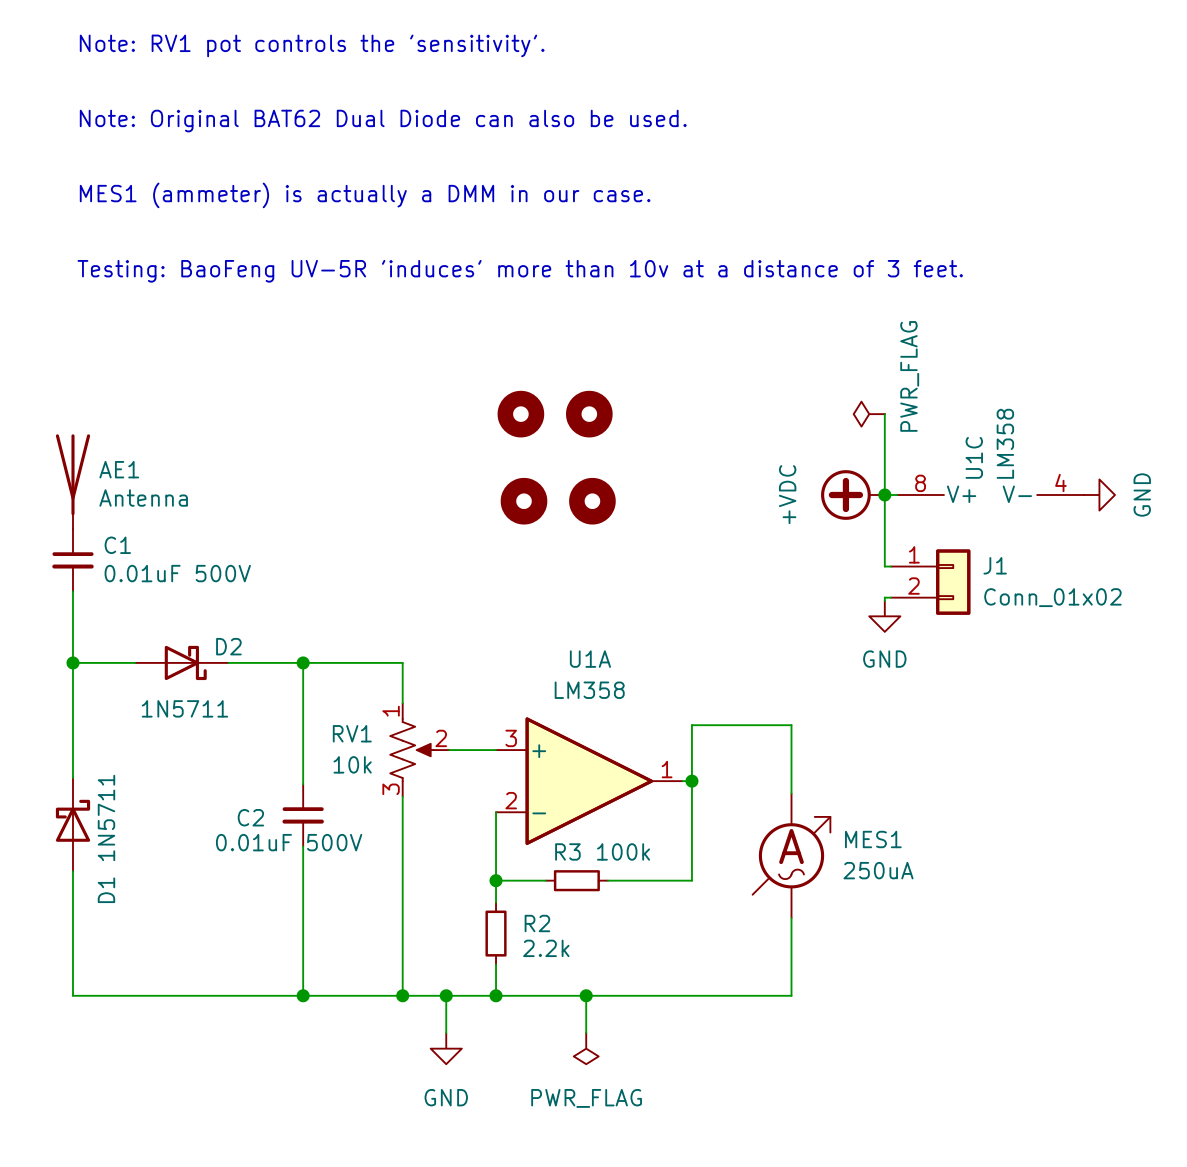 Note: RV1 pot controls the 'sensitivity'.
Note: Original BAT62 Dual Diode can also be used.
MES1 (ammeter) is actually a DMM in our case.
Testing: BaoFeng UV-5R 'induces' more than 10v at a distance of 3 feet.
PWR_FLAG
+VDC
8
V+
U1C
LM358
V-
4
GND
1
2
J1
Conn_01x02
GND
AE1
Antenna
C1
0.01uF 500V
D2
1N5711
D1 1N5711
C2
0.01uF 500V
RV1
10k
1
2
3
U1A
LM358
3
+
2
-
1
R3 100k
R2
2.2k
A
MES1
250uA
GND
PWR_FLAG